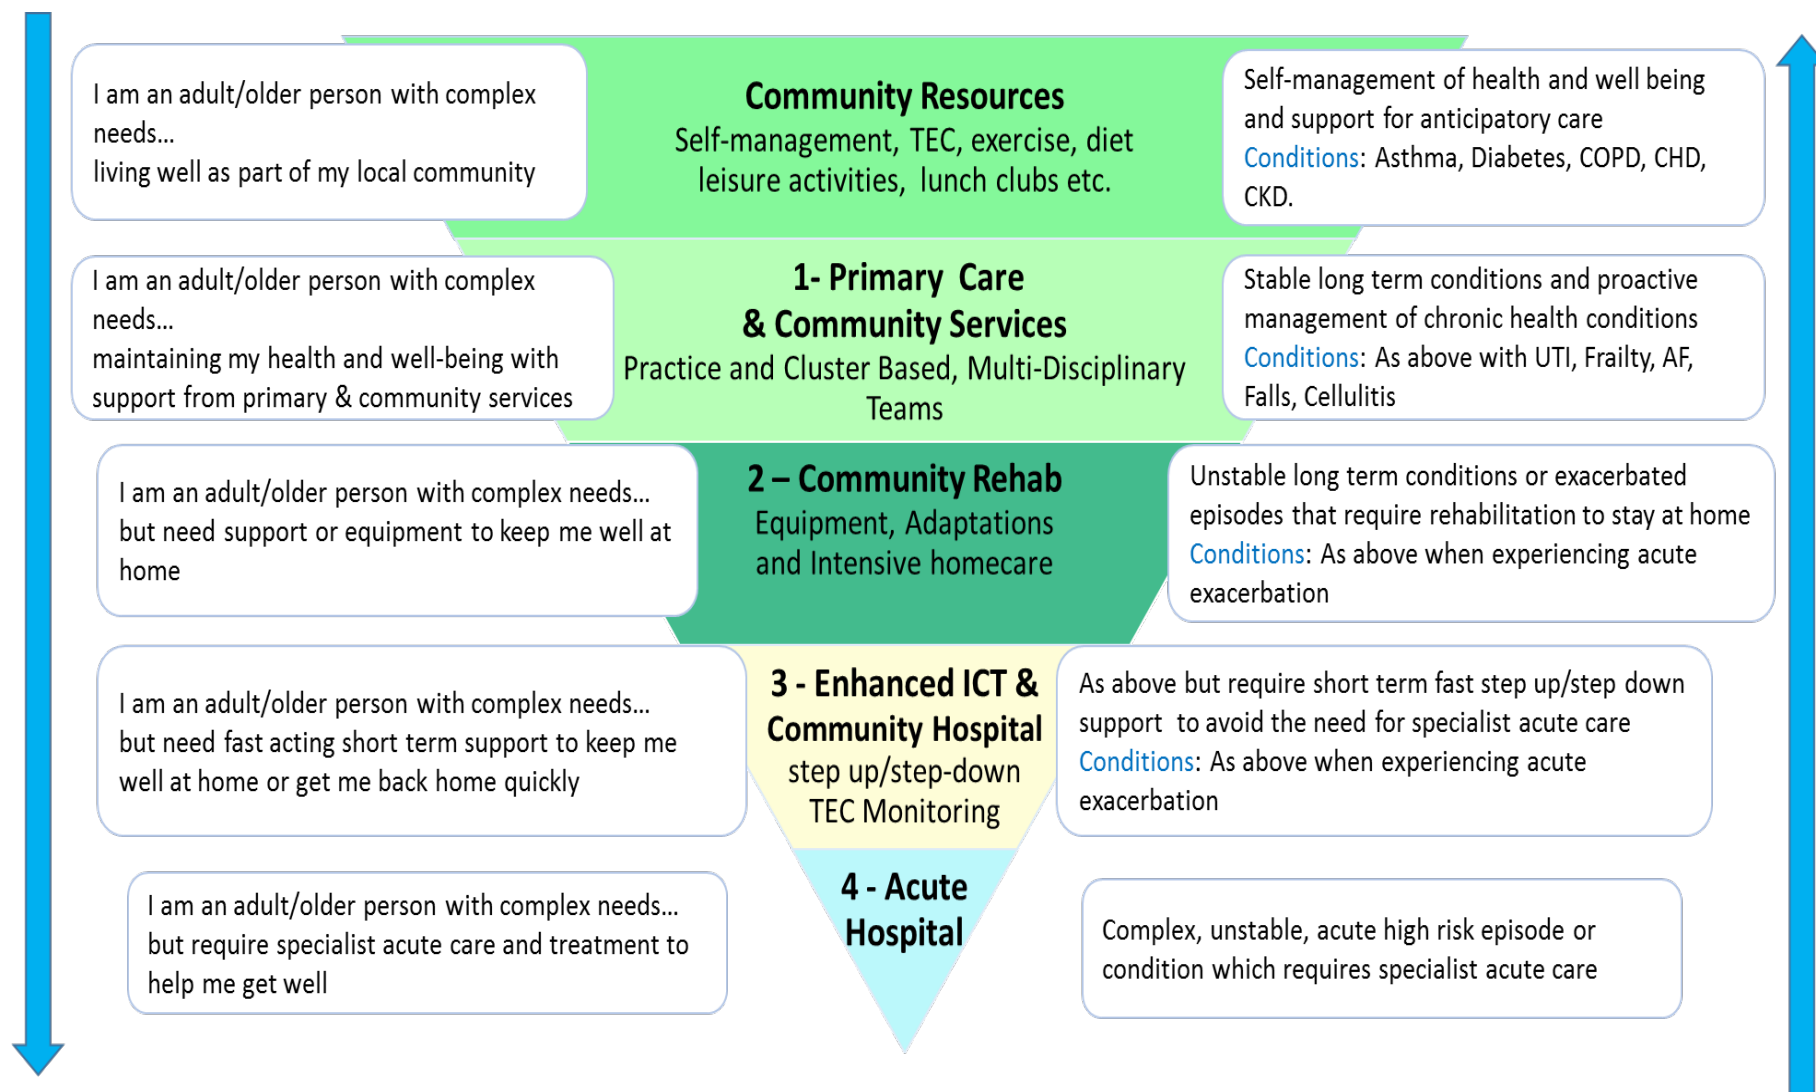 I am an adult/older person with complex
needs...
living well as part of my local community
Community Resources
Self-management, TEC, exercise, diet
leisure activities, lunch clubs etc.
Self-management of health and well being
and support for anticipatory care
Conditions: Asthma, Diabetes, COPD, CHD,
CKD.
I am an adult/older person with complex
needs...
maintaining my health and well-being with
support from primary & community services
1- Primary Care
& Community Services
Practice and Cluster Based, Multi-Disciplinary
Teams
Stable long term conditions and proactive
management of chronic health conditions
Conditions: As above with UTI, Frailty, AF,
Falls, Cellulitis
I am an adult/older person with complex needs...
but need support or equipment to keep me well at
home
2 – Community Rehab
Equipment, Adaptations
and Intensive homecare
Unstable long term conditions or exacerbated
episodes that require rehabilitation to stay at home
Conditions: As above when experiencing acute
exacerbation
I am an adult/older person with complex needs...
but need fast acting short term support to keep me
well at home or get me back home quickly
3 - Enhanced ICT &
Community Hospital
step up/step-down
TEC Monitoring
As above but require short term fast step up/step down
support to avoid the need for specialist acute care
Conditions: As above when experiencing acute
exacerbation
I am an adult/older person with complex needs...
but require specialist acute care and treatment to
help me get well
4 - Acute
Hospital
Complex, unstable, acute high risk episode or
condition which requires specialist acute care